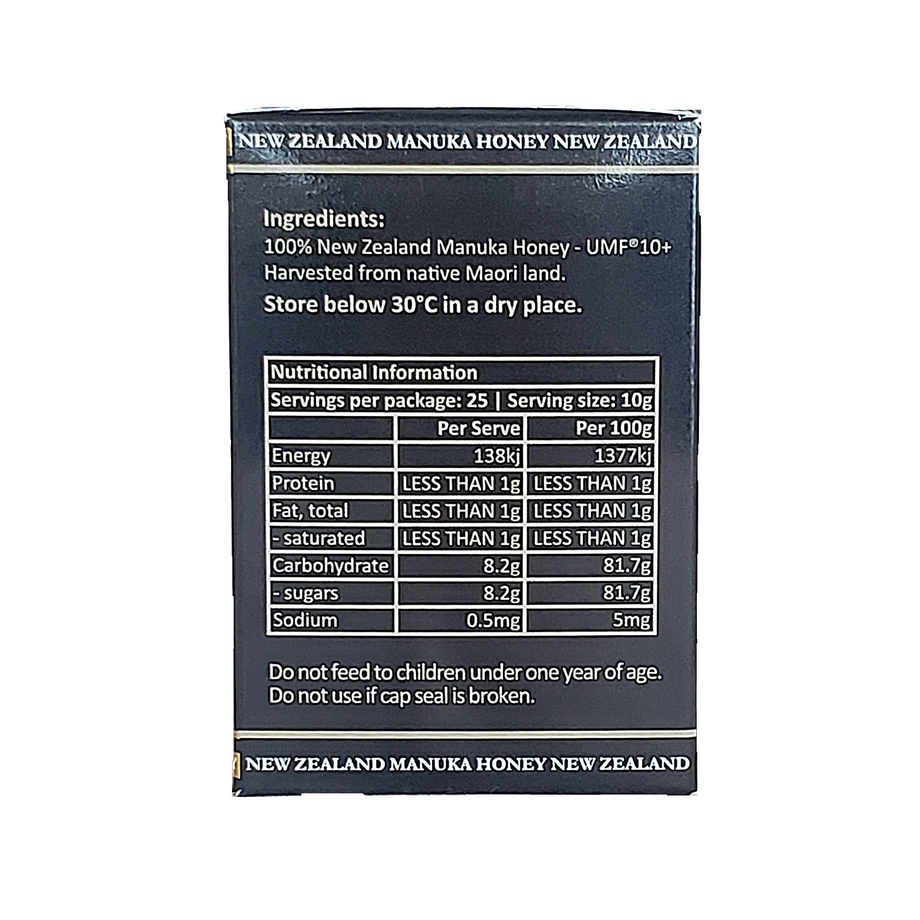 NEW ZEALAND MANUKA HONEY NEW ZEALAND
Ingredients:
100% New Zealand Manuka Honey - UMF®10+
Harvested from native Maori land.
Store below 30°C in a dry place.
Nutritional Information
Servings per package: 25 | Serving size: 10g
Per Serve Per 100g
Energy 138kj 1377kj
Protein LESS THAN 1g LESS THAN 1g
Fat, total LESS THAN 1g LESS THAN 1g
- saturated LESS THAN 1g LESS THAN 1g
Carbohydrate 8.2g 81.7g
- sugars 8.2g 81.7g
Sodium 0.5mg 5mg
Do not feed to children under one year of age.
Do not use if cap seal is broken.
NEW ZEALAND MANUKA HONEY NEW ZEALAND